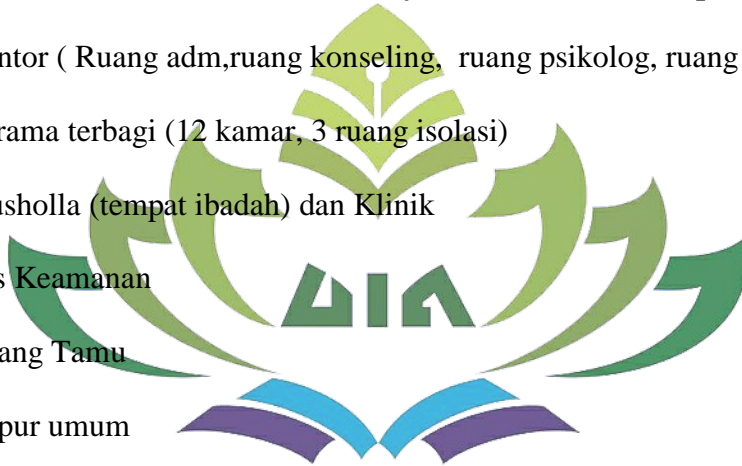 ntor ( Ruang adm,ruang konseling, ruang psikolog, ruang
rama terbagi (12 kamar, 3 ruang isolasi)
usholla (tempat ibadah) dan Klinik
s Keamanan
UIN
ang Tamu
pur umum